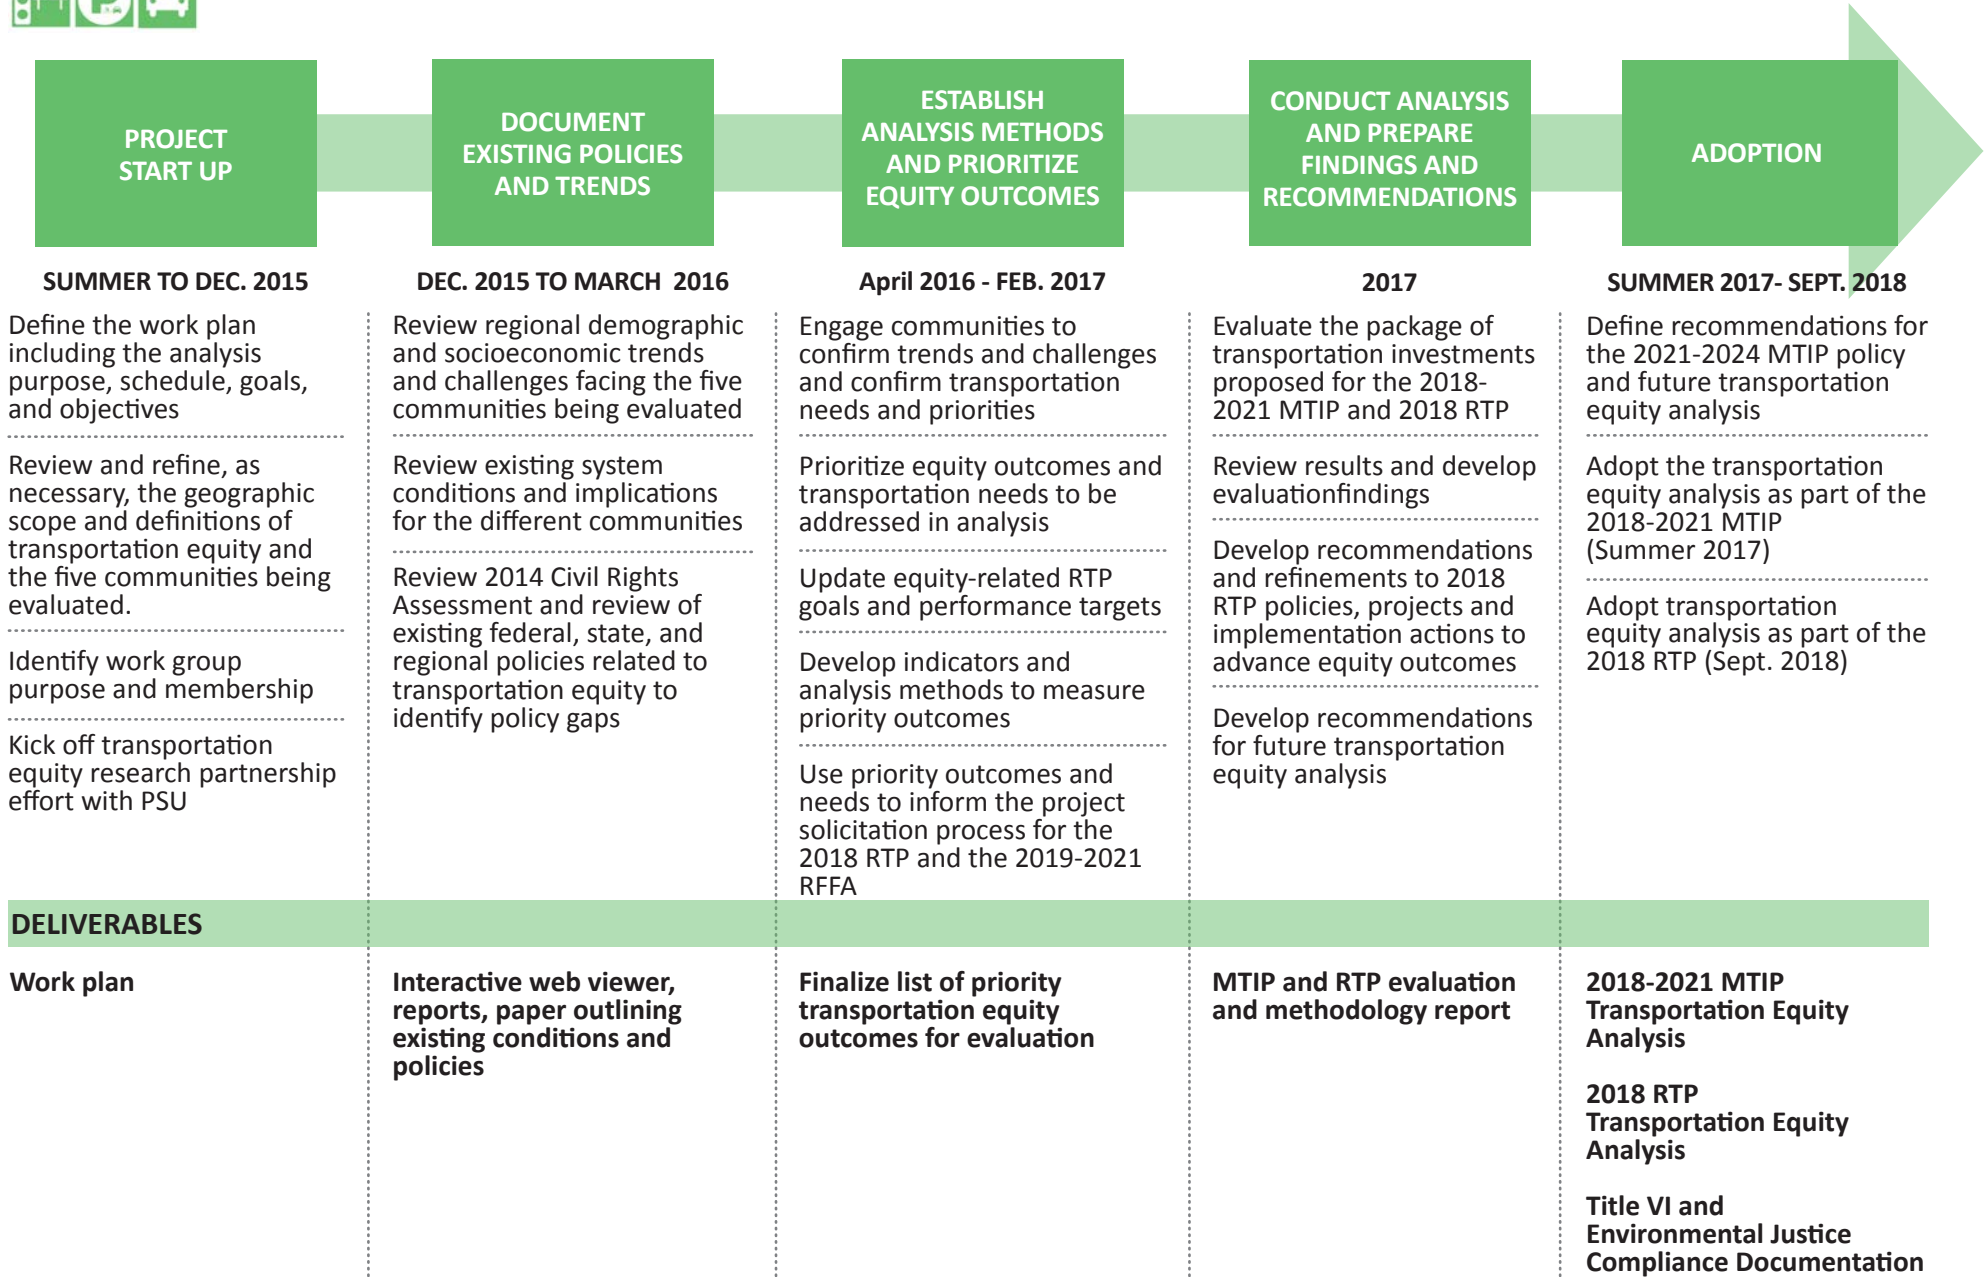 PROJECT
START UP
DOCUMENT
EXISTING POLICIES
AND TRENDS
ESTABLISH
ANALYSIS METHODS
AND PRIORITIZE
EQUITY OUTCOMES
CONDUCT ANALYSIS
AND PREPARE
FINDINGS AND
RECOMMENDATIONS
ADOPTION
SUMMER TO DEC. 2015
Define the work plan
including the analysis
purpose, schedule, goals,
and objectives
Review and refine, as
necessary, the geographic
scope and definitions of
transportation equity and
the five communities being
evaluated.
Identify work group
purpose and membership
Kick off transportation
equity research partnership
effort with PSU
DEC. 2015 TO MARCH  2016
Review regional demographic
and socioeconomic trends
and challenges facing the five
communities being evaluated
Review existing system
conditions and implications
for the different communities
Review 2014 Civil Rights
Assessment and review of
existing federal, state, and
regional policies related to
transportation equity to
identify policy gaps
April 2016 - FEB. 2017
Engage communities to
confirm trends and challenges
and confirm transportation
needs and priorities
Prioritize equity outcomes and
transportation needs to be
addressed in analysis
Update equity-related RTP
goals and performance targets
Develop indicators and
analysis methods to measure
priority outcomes
Use priority outcomes and
needs to inform the project
solicitation process for the
2018 RTP and the 2019-2021
RFFA
2017
Evaluate the package of
transportation investments
proposed for the 2018-
2021 MTIP and 2018 RTP
Review results and develop
evaluationfindings
Develop recommendations
and refinements to 2018
RTP policies, projects and
implementation actions to
advance equity outcomes
Develop recommendations
for future transportation
equity analysis
SUMMER 2017- SEPT. 2018
Define recommendations for
the 2021-2024 MTIP policy
and future transportation
equity analysis
Adopt the transportation
equity analysis as part of the
2018-2021 MTIP
(Summer 2017)
Adopt transportation
equity analysis as part of the
2018 RTP (Sept. 2018)
DELIVERABLES
Work plan
Interactive web viewer,
reports, paper outlining
existing conditions and
policies
Finalize list of priority
transportation equity
outcomes for evaluation
MTIP and RTP evaluation
and methodology report
2018-2021 MTIP
Transportation Equity
Analysis
2018 RTP
Transportation Equity
Analysis
Title VI and
Environmental Justice
Compliance Documentation